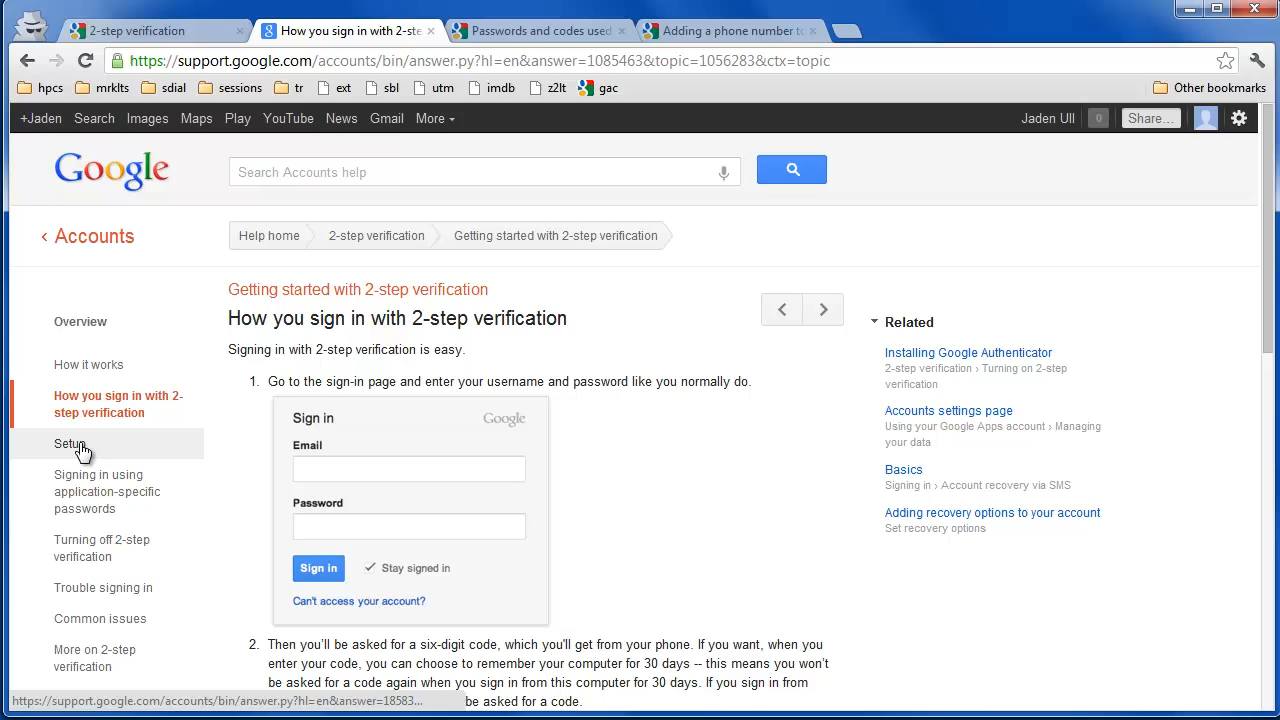 2-step verification
How you sign in with 2-ste
Passwords and codes used
Adding a phone number to
https://support.google.com/accounts/bin/answer.py?hl=en&answer=1085463&topic=1056283&ctx=topic
hpcs mrklts sdial sessions tr ext sbl utm imdb z2lt gac Other bookmarks
+Jaden Search Images Maps Play YouTube News Gmail More Jaden Ull 0 Share...
Google
Search Accounts help
‹ Accounts
Help home 2-step verification Getting started with 2-step verification
Overview
How it works
How you sign in with 2-
step verification
Setup
Signing in using
application-specific
passwords
Turning off 2-step
verification
Trouble signing in
Common issues
More on 2-step
verification
Getting started with 2-step verification
How you sign in with 2-step verification
Signing in with 2-step verification is easy.
1. Go to the sign-in page and enter your username and password like you normally do.
Sign in Google
Email
Password
Sign in Stay signed in
Can't access your account?
2. Then you'll be asked for a six-digit code, which you'll get from your phone. If you want, when you
enter your code, you can choose to remember your computer for 30 days -- this means you won't
be asked for a code again when you sign in from this computer for 30 days. If you sign in from
be asked for a code.
Related
Installing Google Authenticator
2-step verification › Turning on 2-step
verification
Accounts settings page
Using your Google Apps account › Managing
your data
Basics
Signing in › Account recovery via SMS
Adding recovery options to your account
Set recovery options
https://support.google.com/accounts/bin/answer.py?hl=en&answer=18583...